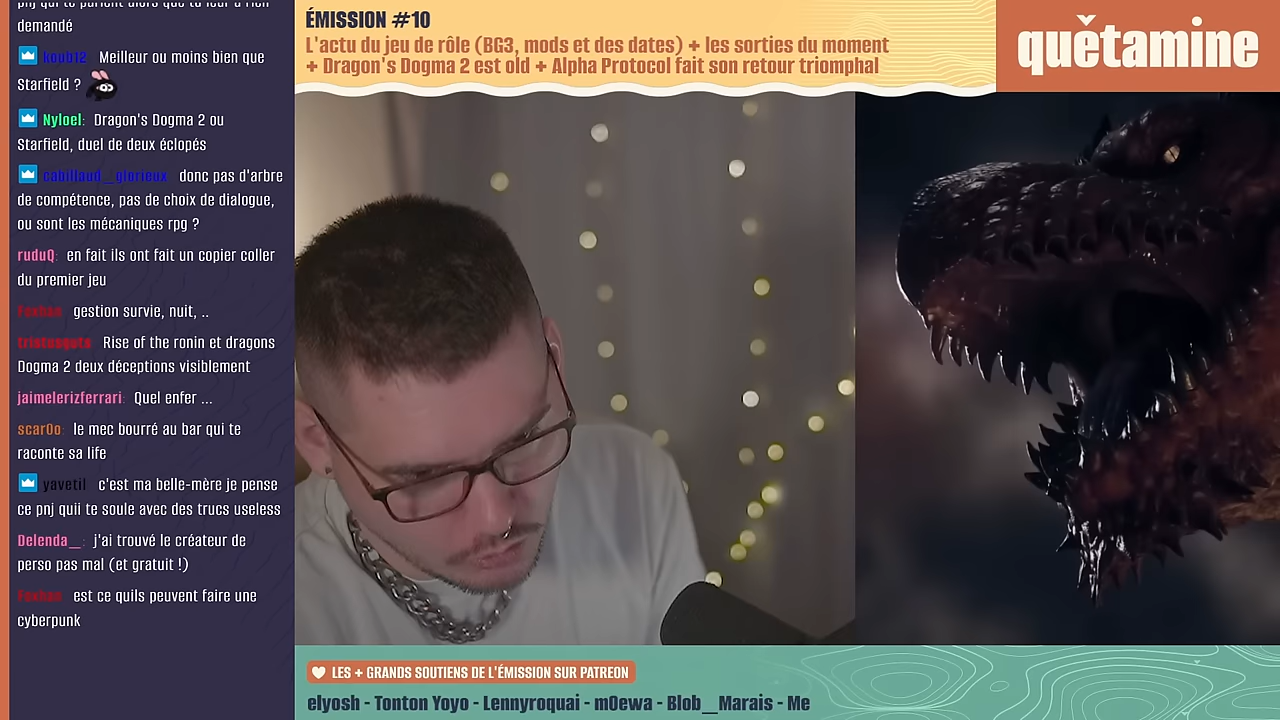 demandé
koub12 Meilleur ou moins bien que
Starfield ?
Nyloel: Dragon's Dogma 2 ou
Starfield, duel de deux éclopés
cabillaud_glorieux donc pas d'arbre
de compétence, pas de choix de dialogue,
ou sont les mécaniques rpg ?
ruduQ: en fait ils ont fait un copier coller
du premier jeu
gestion survie, nuit, ..
Rise of the ronin et dragons
Dogma 2 deux déceptions visiblement
jaimelerizferrari: Quel enfer ...
scar0o: le mec bourré au bar qui te
raconte sa life
yavetil c'est ma belle-mère je pense
ce pnj quii te soule avec des trucs useless
Delenda_: j'ai trouvé le créateur de
perso pas mal (et gratuit !)
est ce quils peuvent faire une
cyberpunk
ÉMISSION #10
L'actu du jeu de rôle (BG3, mods et des dates) + les sorties du moment
+ Dragon's Dogma 2 est old + Alpha Protocol fait son retour triomphal
quětamine
LES + GRANDS SOUTIENS DE L'ÉMISSION SUR PATREON
elyosh - Tonton Yoyo - Lennyroquai - m0ewa - Blob_Marais - Me